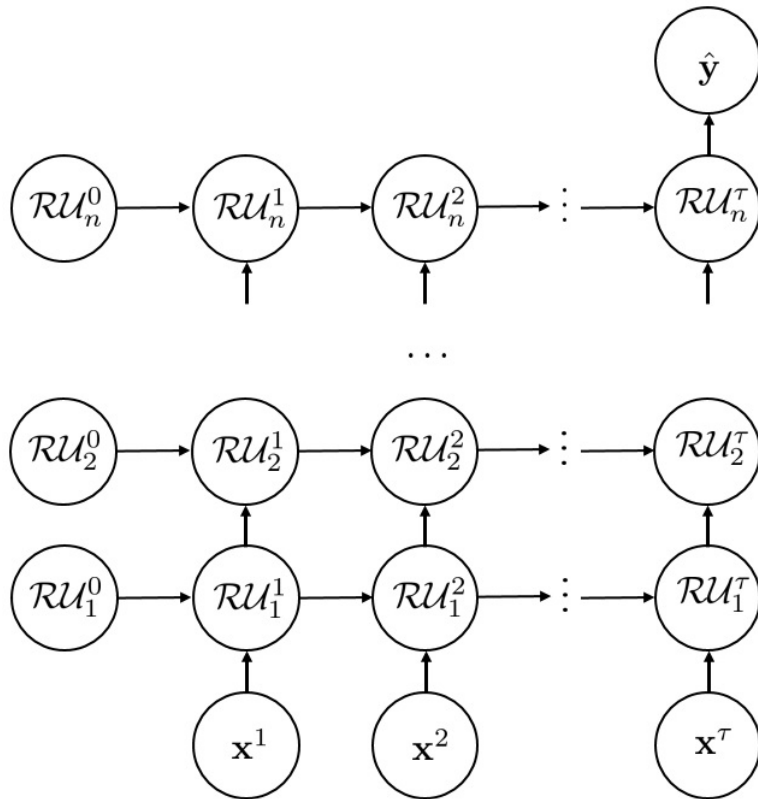 ŷ
RU_n^0 RU_n^1 RU_n^2 ⋮ RU_n^τ
...
RU_2^0 RU_2^1 RU_2^2 ⋮ RU_2^τ
RU_1^0 RU_1^1 RU_1^2 ⋮ RU_1^τ
x^1 x^2 x^τ